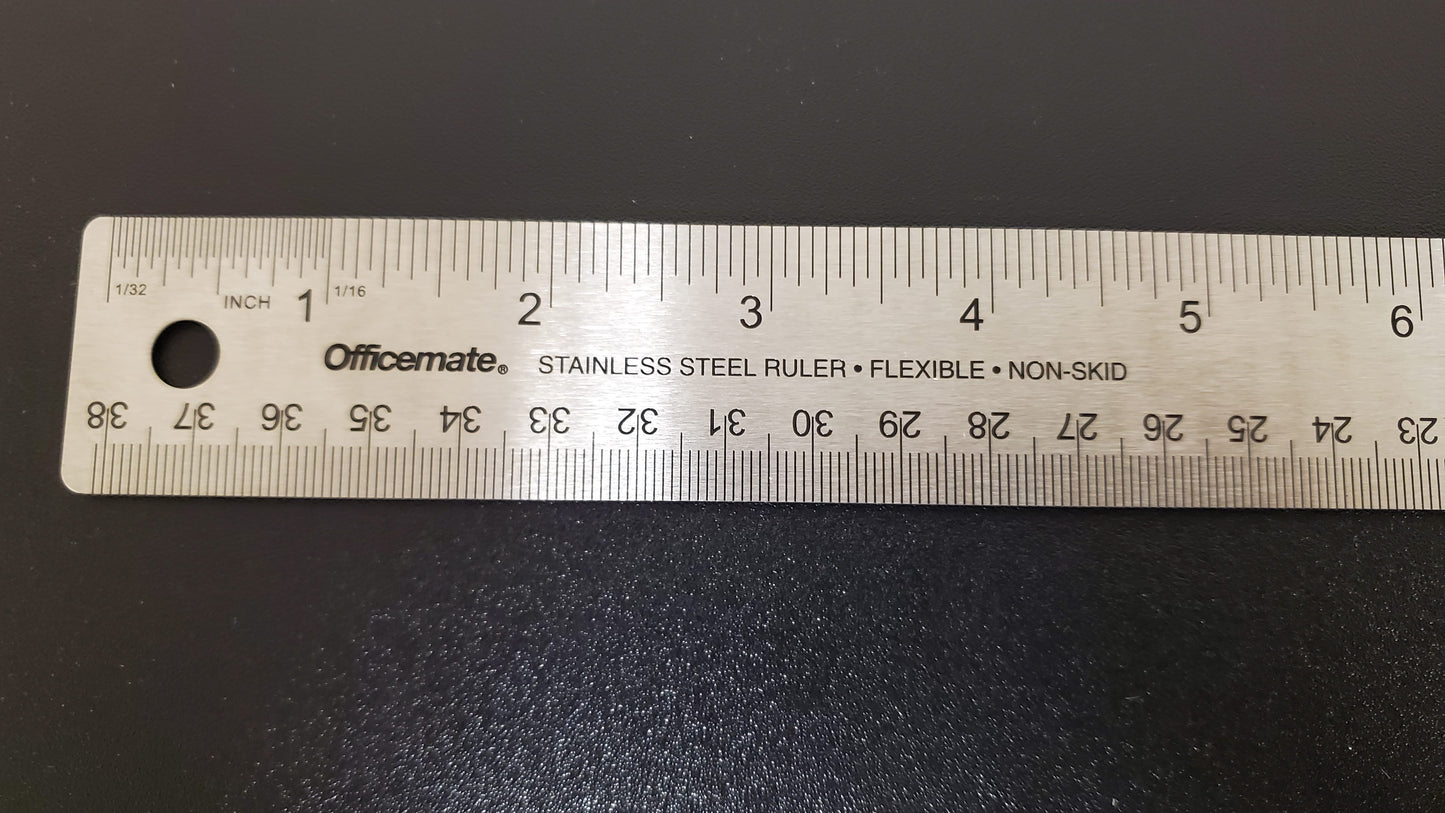 1/32 INCH 1 1/16 2 3 4 5 6
Officemate® STAINLESS STEEL RULER • FLEXIBLE • NON-SKID
38 37 36 35 34 33 32 31 30 29 28 27 26 25 24 23